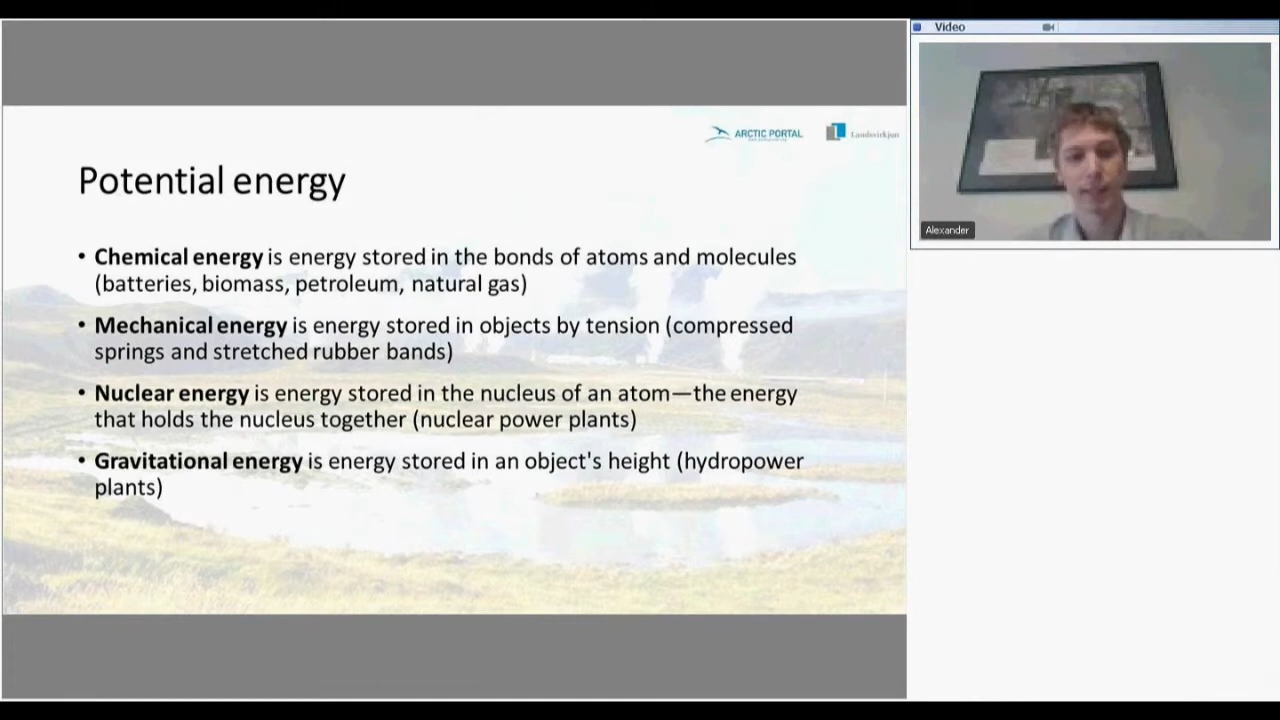 Video
ARCTIC PORTAL
Landsvirkjun
Alexander
Potential energy
• Chemical energy is energy stored in the bonds of atoms and molecules
(batteries, biomass, petroleum, natural gas)
• Mechanical energy is energy stored in objects by tension (compressed
springs and stretched rubber bands)
• Nuclear energy is energy stored in the nucleus of an atom—the energy
that holds the nucleus together (nuclear power plants)
• Gravitational energy is energy stored in an object's height (hydropower
plants)